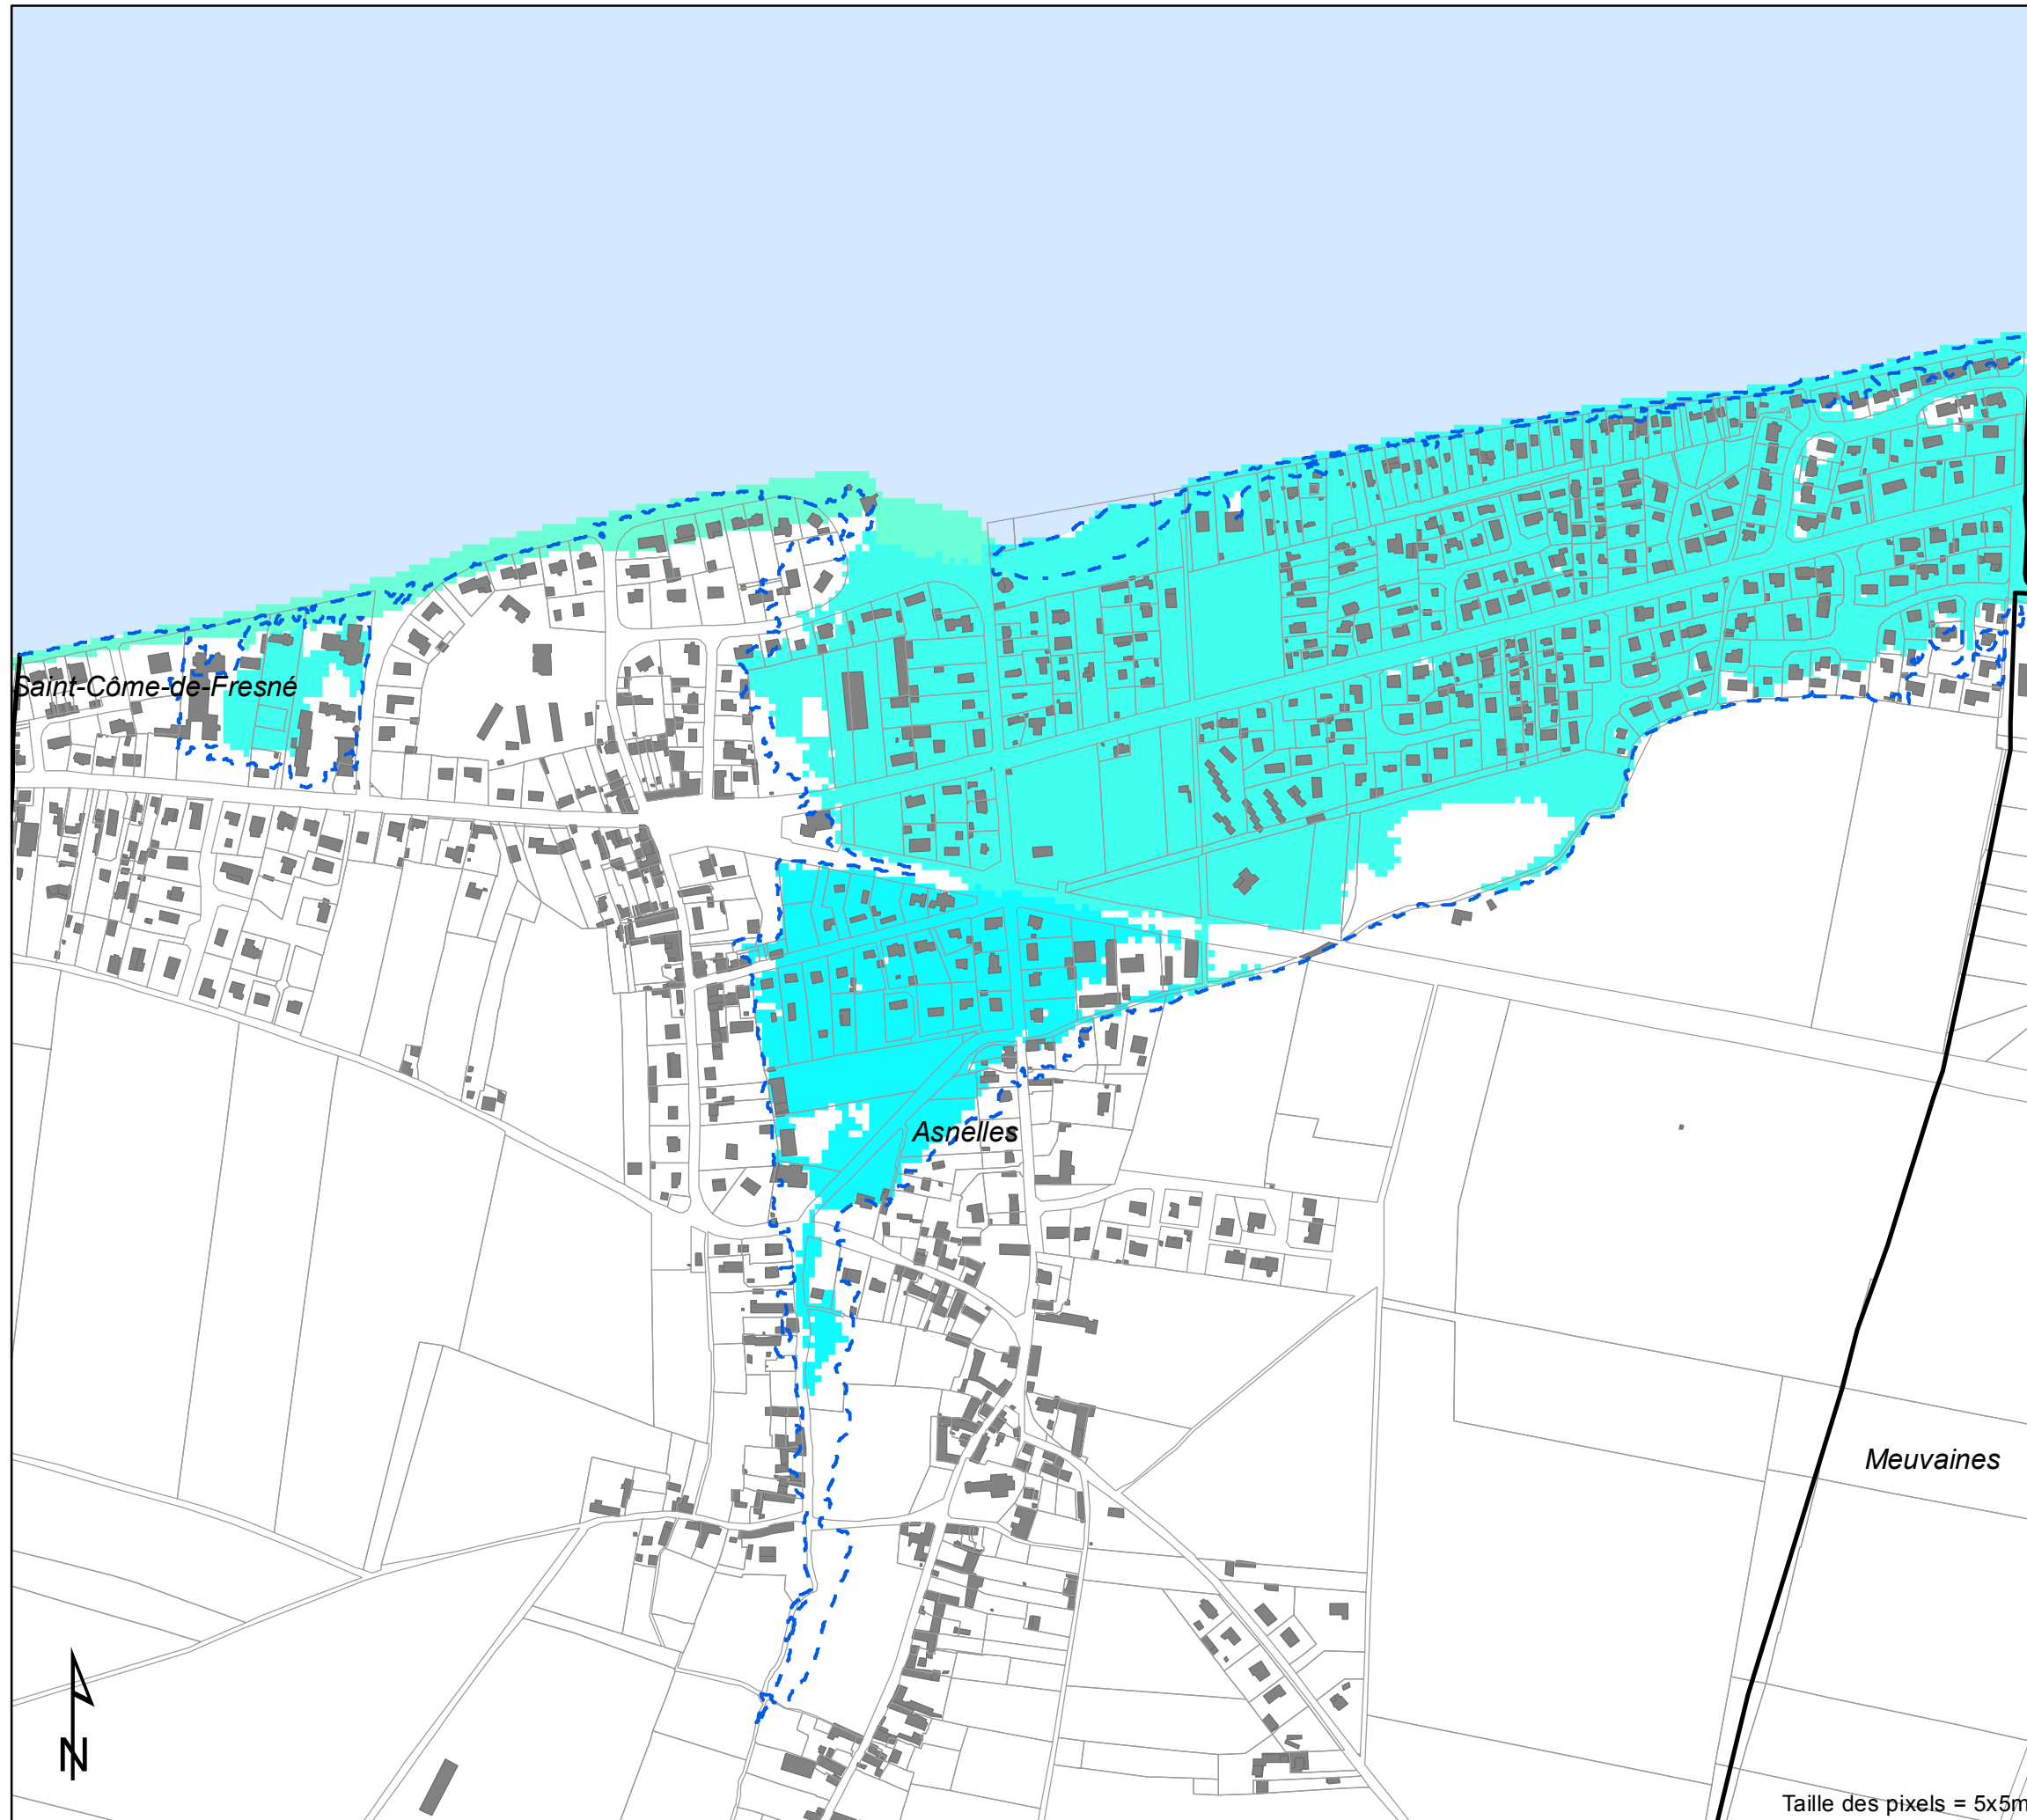 Saint-Côme-de-Fresné
Asnelles
Meuvaines
N
Taille des pixels = 5x5m